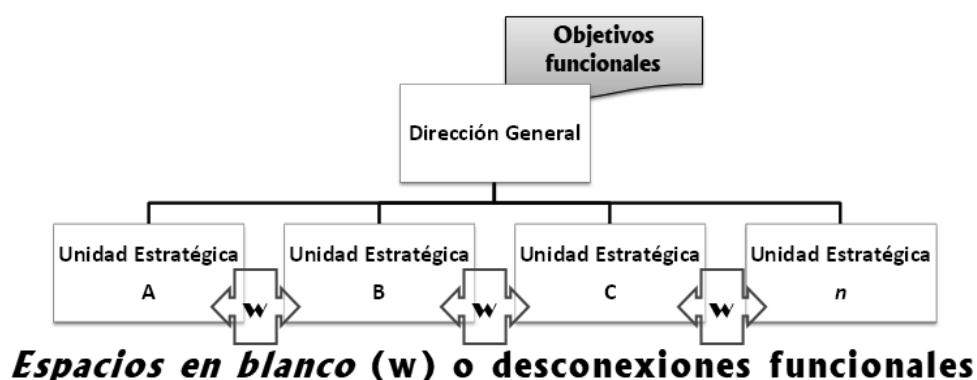 Objetivos
funcionales
Dirección General
Unidad Estratégica
A
Unidad Estratégica
B
Unidad Estratégica
C
Unidad Estratégica
n
w
w
w
Espacios en blanco (w) o desconexiones funcionales